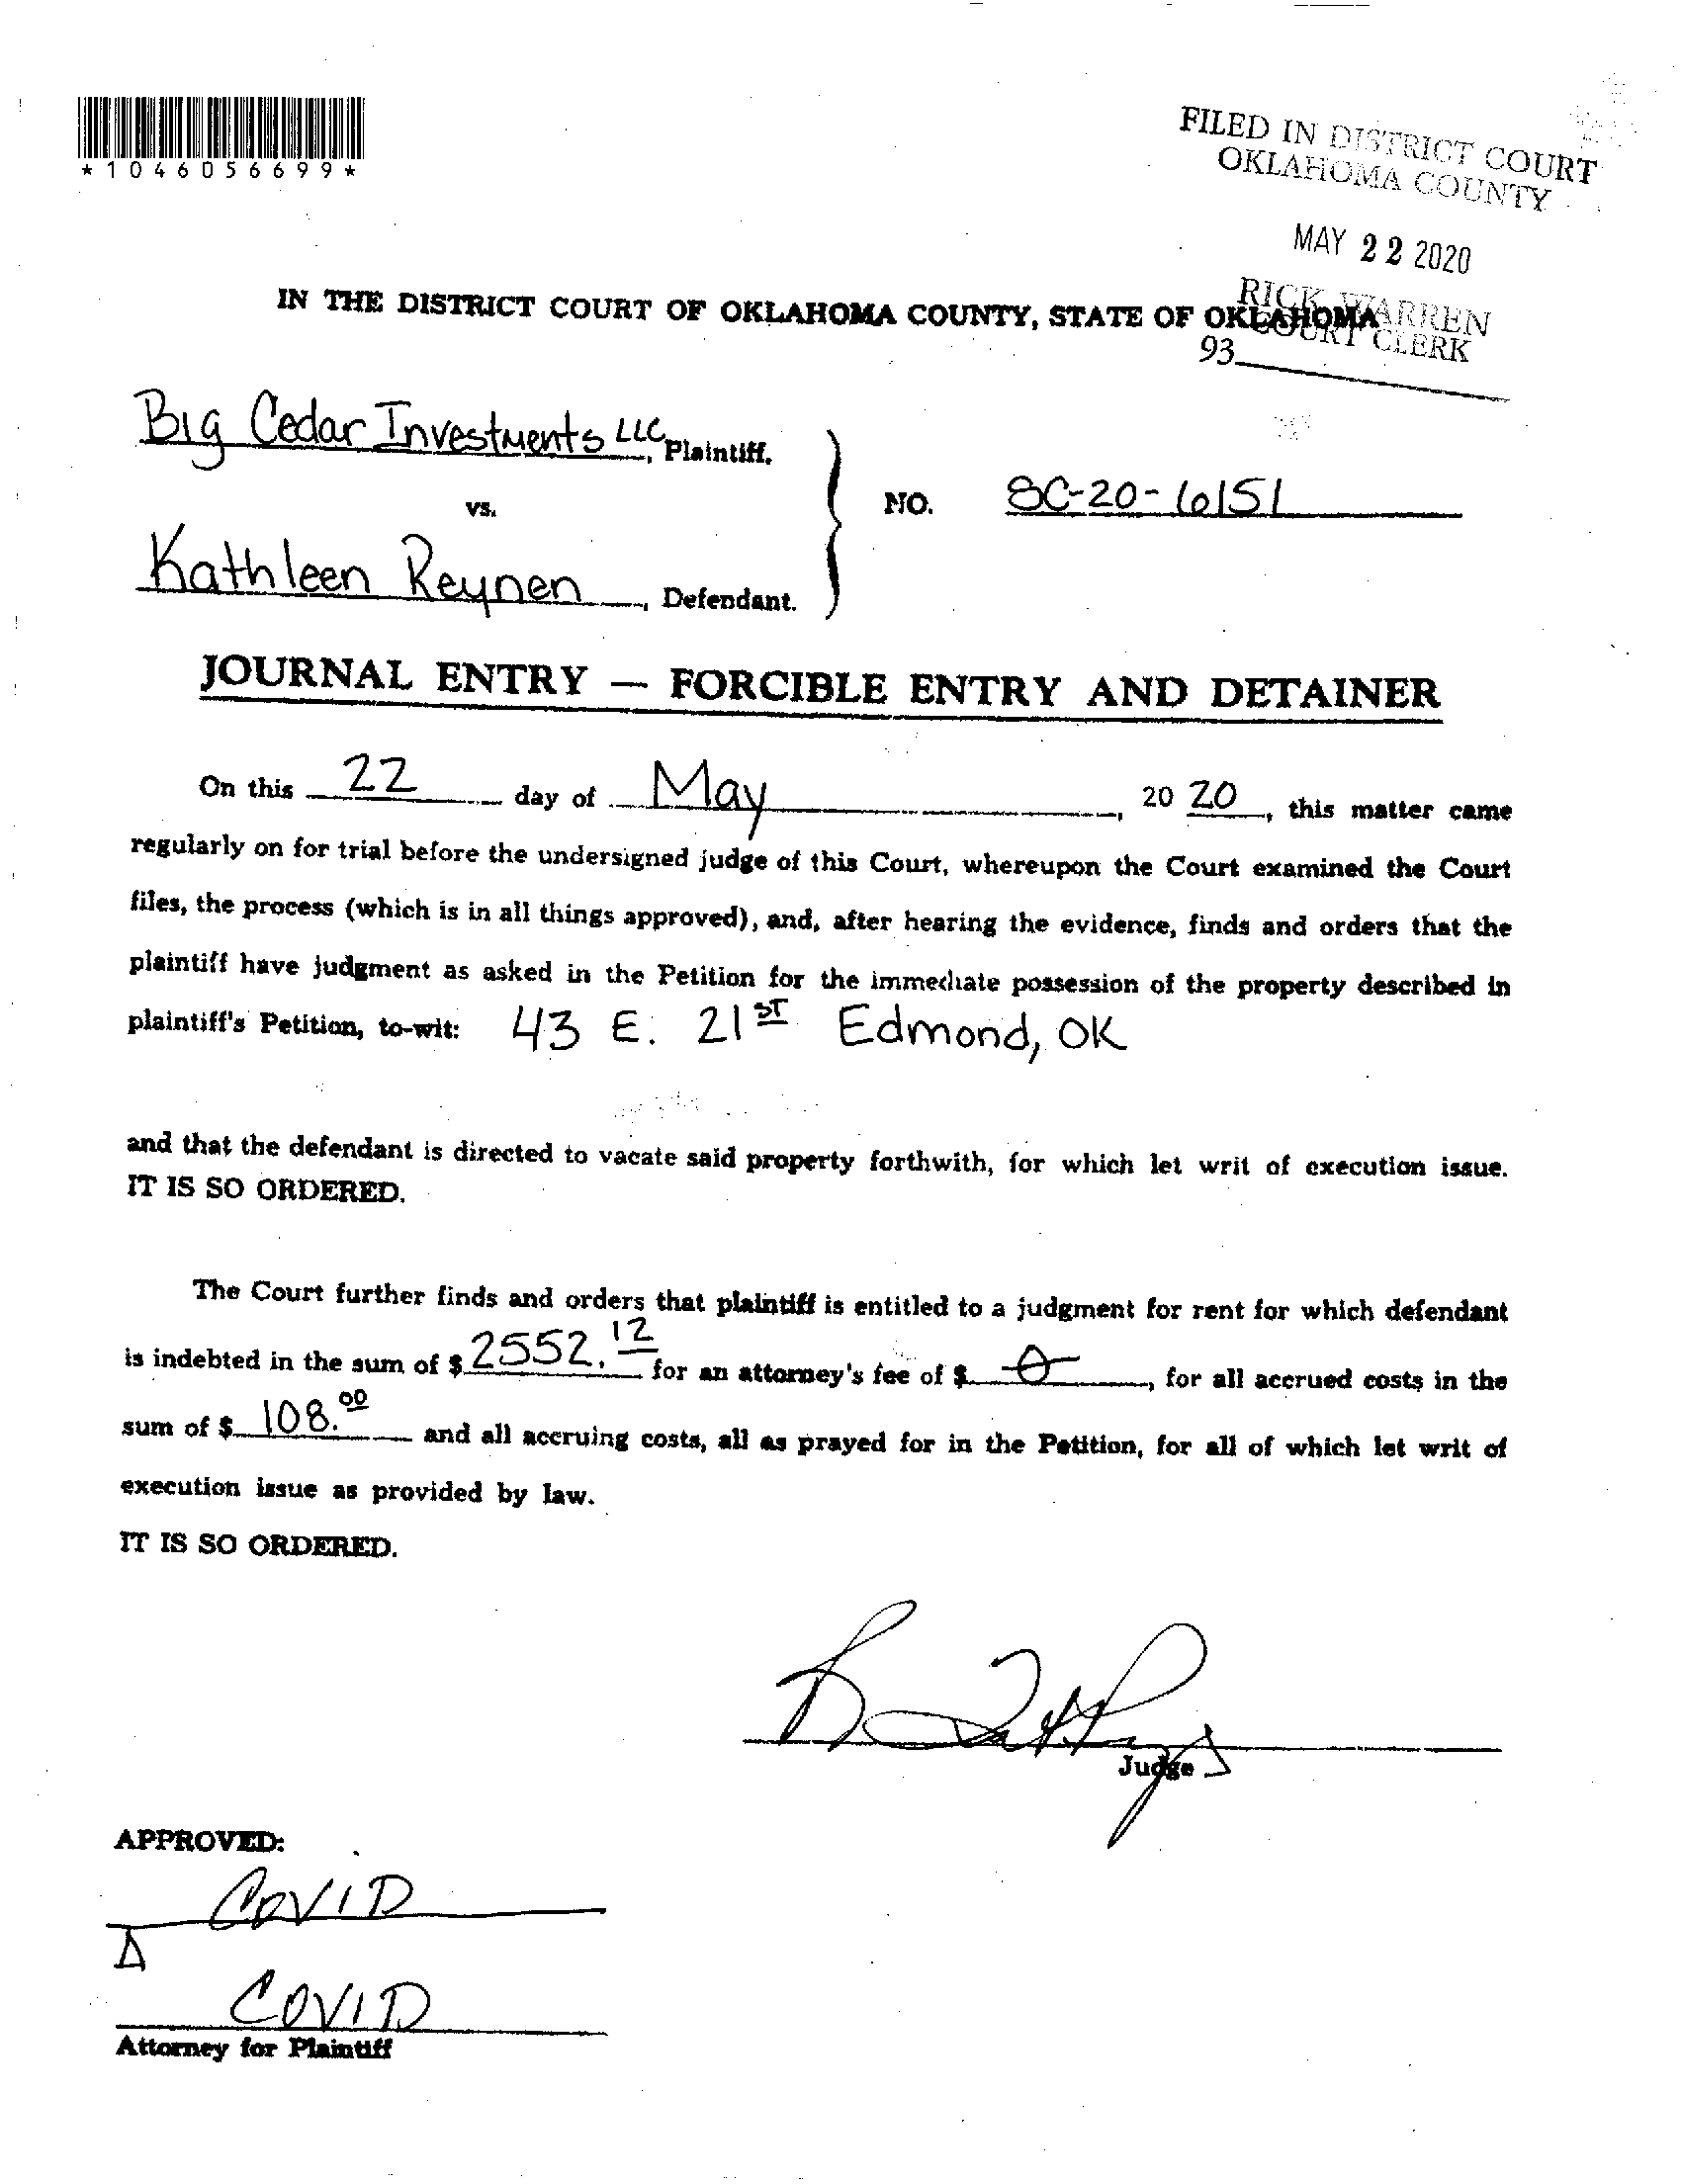 *1046056699*
FILED IN DISTRICT COURT
OKLAHOMA COUNTY
MAY 22 2020
RICK WARREN
COURT CLERK
93
IN THE DISTRICT COURT OF OKLAHOMA COUNTY, STATE OF OKLAHOMA
Big Cedar Investments LLC, Plaintiff,
vs.
NO. SC-20-6151
Kathleen Reynen, Defendant.
JOURNAL ENTRY — FORCIBLE ENTRY AND DETAINER
On this 22 day of May, 20 20, this matter came
regularly on for trial before the undersigned judge of this Court, whereupon the Court examined the Court
files, the process (which is in all things approved), and, after hearing the evidence, finds and orders that the
plaintiff have judgment as asked in the Petition for the immediate possession of the property described in
plaintiff's Petition, to-wit: 43 E. 21ST Edmond, OK
and that the defendant is directed to vacate said property forthwith, for which let writ of execution issue.
IT IS SO ORDERED.
The Court further finds and orders that plaintiff is entitled to a judgment for rent for which defendant
is indebted in the sum of $ 2552.12 for an attorney's fee of $ 0, for all accrued costs in the
sum of $ 108.00 and all accruing costs, all as prayed for in the Petition, for all of which let writ of
execution issue as provided by law.
IT IS SO ORDERED.
Judge
APPROVED:
COVID
Δ
COVID
Attorney for Plaintiff